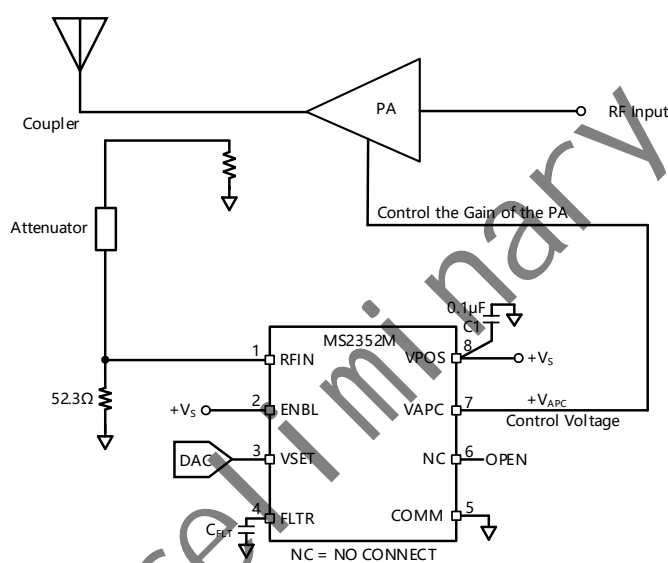 PA
RF Input
Coupler
Control the Gain of the PA
Attenuator
0.1μF
C1
MS2352M
1
RFIN
VPOS
8
+VS
52.3Ω
+VS
2
ENBL
VAPC
7
+VAPC
Control Voltage
DAC
3
VSET
NC
6
OPEN
4
FLTR
CFLT
COMM
5
NC = NO CONNECT
seliminary